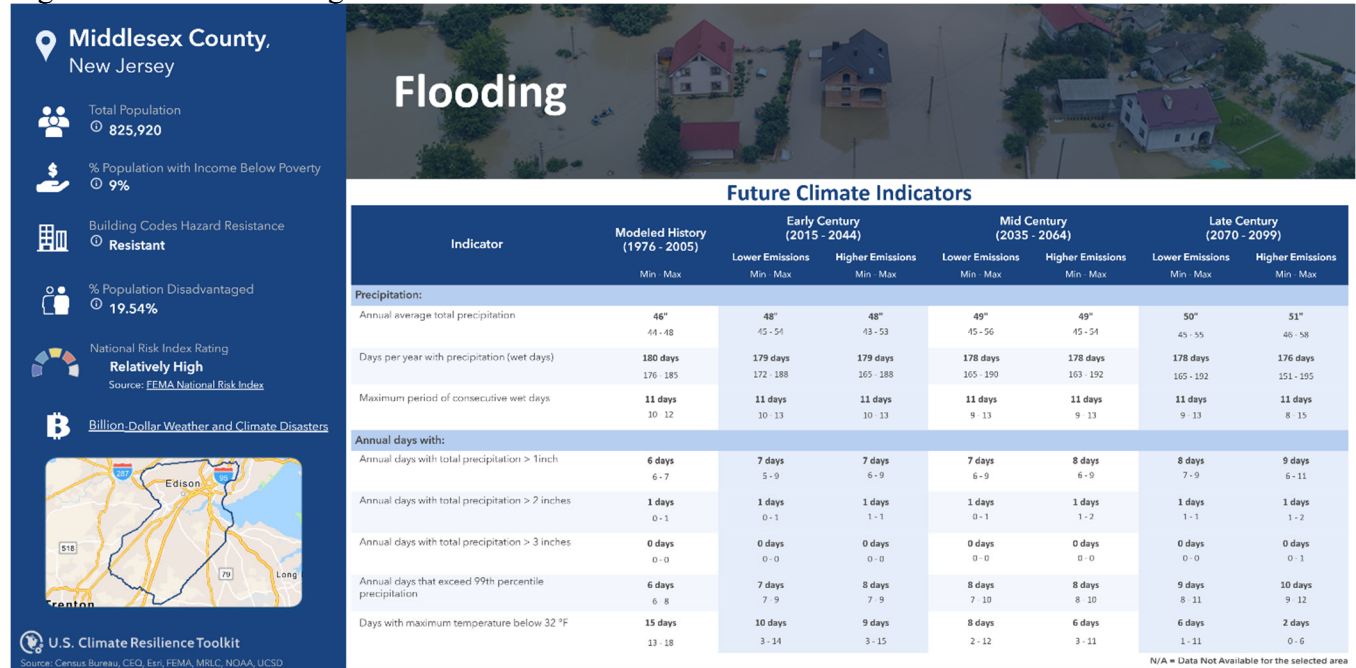 Middlesex County,
New Jersey
Total Population
825,920
% Population with Income Below Poverty
9%
Building Codes Hazard Resistance
Resistant
% Population Disadvantaged
19.54%
National Risk Index Rating
Relatively High
Source: FEMA National Risk Index
Billion-Dollar Weather and Climate Disasters
287
95
Edison
518
79
Long
Trenton
U.S. Climate Resilience Toolkit
Source: Census Bureau, CEQ, Esri, FEMA, MRLC, NOAA, UCSD
Flooding
Future Climate Indicators
Indicator
Modeled History
(1976 - 2005)
Min - Max
Early Century
(2015 - 2044)
Mid Century
(2035 - 2064)
Late Century
(2070 - 2099)
Lower Emissions Higher Emissions Lower Emissions Higher Emissions Lower Emissions Higher Emissions
Min - Max Min - Max Min - Max Min - Max Min - Max Min - Max
Precipitation:
Annual average total precipitation 46" 48" 48" 49" 49" 50" 51"
44 - 48 45 - 54 43 - 53 45 - 56 45 - 54 45 - 55 46 - 58
Days per year with precipitation (wet days) 180 days 179 days 179 days 178 days 178 days 178 days 176 days
176 - 185 172 - 188 165 - 188 165 - 190 163 - 192 165 - 192 151 - 195
Maximum period of consecutive wet days 11 days 11 days 11 days 11 days 11 days 11 days 11 days
10 - 12 10 - 13 10 - 13 9 - 13 9 - 13 9 - 13 8 - 15
Annual days with:
Annual days with total precipitation > 1inch 6 days 7 days 7 days 7 days 8 days 8 days 9 days
6 - 7 5 - 9 6 - 9 6 - 9 6 - 9 7 - 9 6 - 11
Annual days with total precipitation > 2 inches 1 days 1 days 1 days 1 days 1 days 1 days 1 days
0 - 1 0 - 1 1 - 1 0 - 1 1 - 2 1 - 1 1 - 2
Annual days with total precipitation > 3 inches 0 days 0 days 0 days 0 days 0 days 0 days 0 days
0 - 0 0 - 0 0 - 0 0 - 0 0 - 0 0 - 0 0 - 1
Annual days that exceed 99th percentile
precipitation 6 days 7 days 8 days 8 days 8 days 9 days 10 days
6 - 8 7 - 9 7 - 9 7 - 10 8 - 10 8 - 11 9 - 12
Days with maximum temperature below 32 °F 15 days 10 days 9 days 8 days 6 days 6 days 2 days
13 - 18 3 - 14 3 - 15 2 - 12 3 - 11 1 - 11 0 - 6
N/A = Data Not Available for the selected area